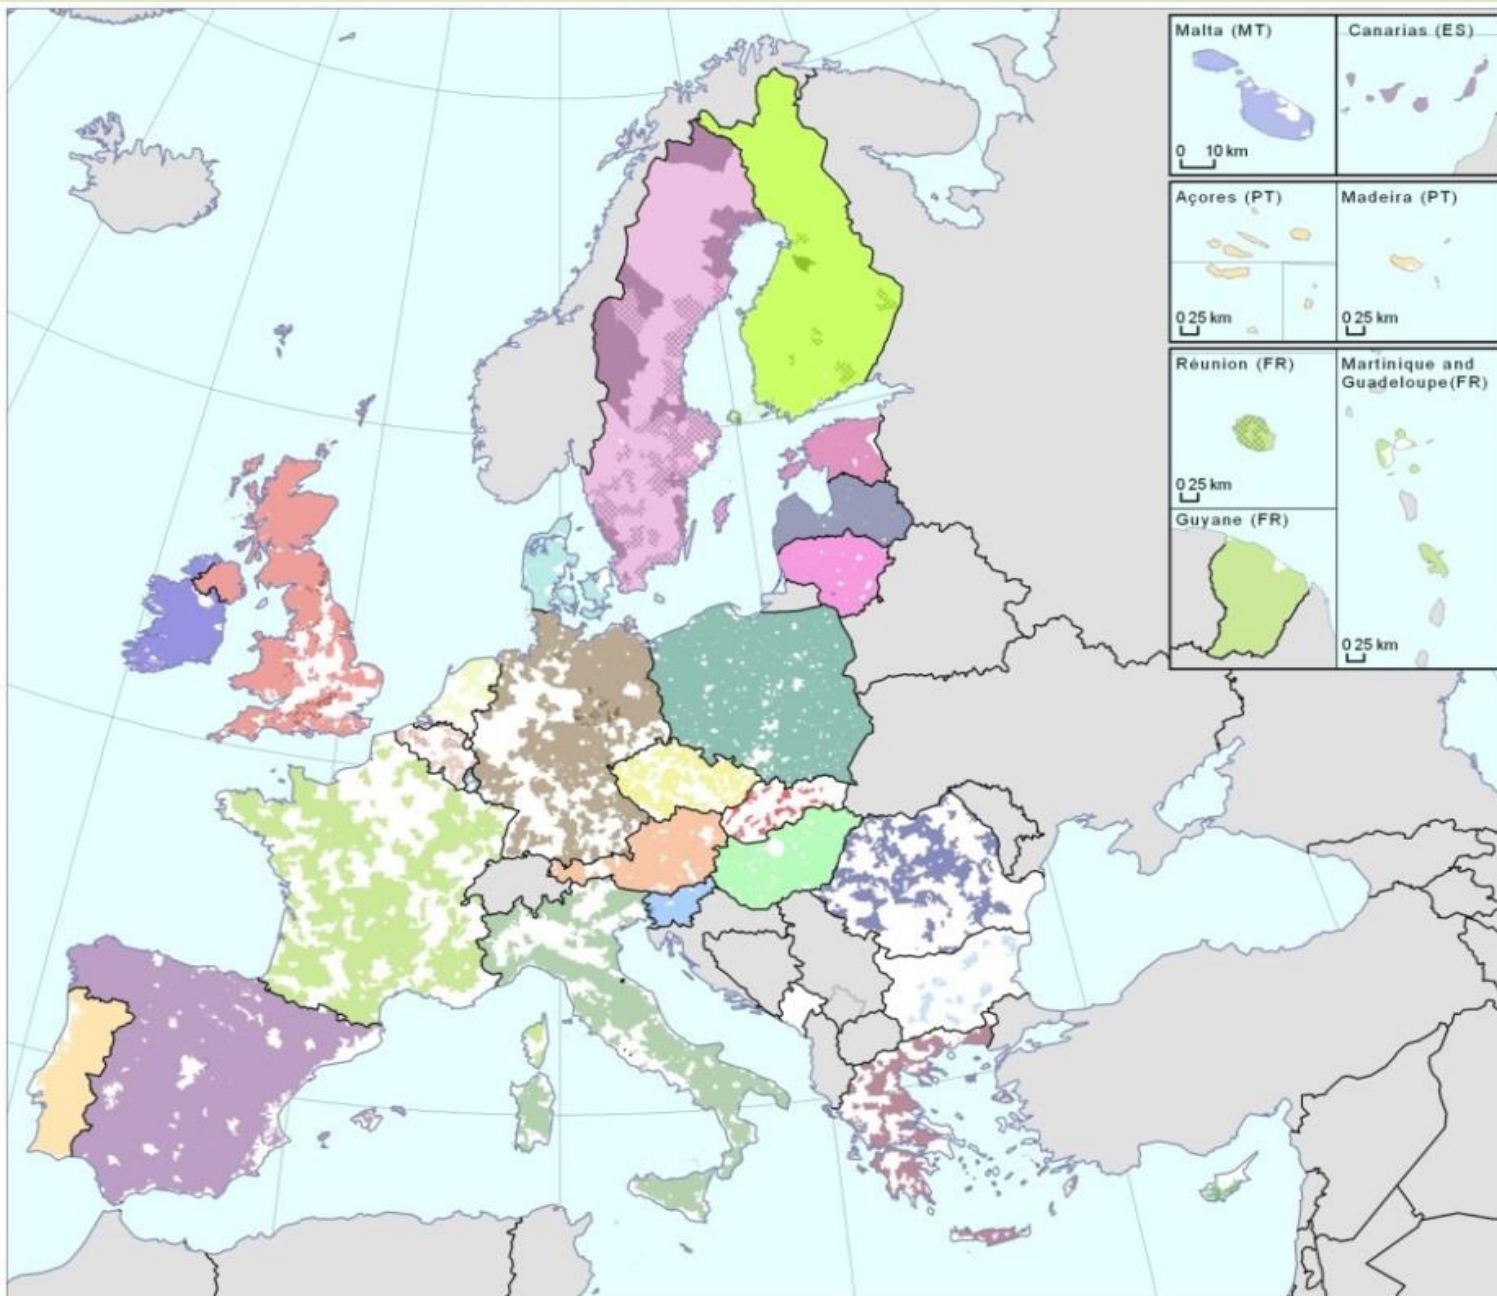 Malta (MT)
0 10 km
Canarias (ES)
Açores (PT)
0 25 km
Madeira (PT)
0 25 km
Réunion (FR)
0 25 km
Martinique and
Guadeloupe(FR)
0 25 km
Guyane (FR)